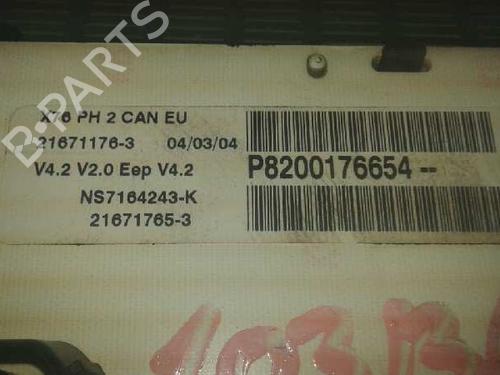 B-PARTS
X76 PH 2 CAN EU
21671176-3 04/03/04
V4.2 V2.0 Eep V4.2
P8200176654--
NS7164243-K
21671765-3